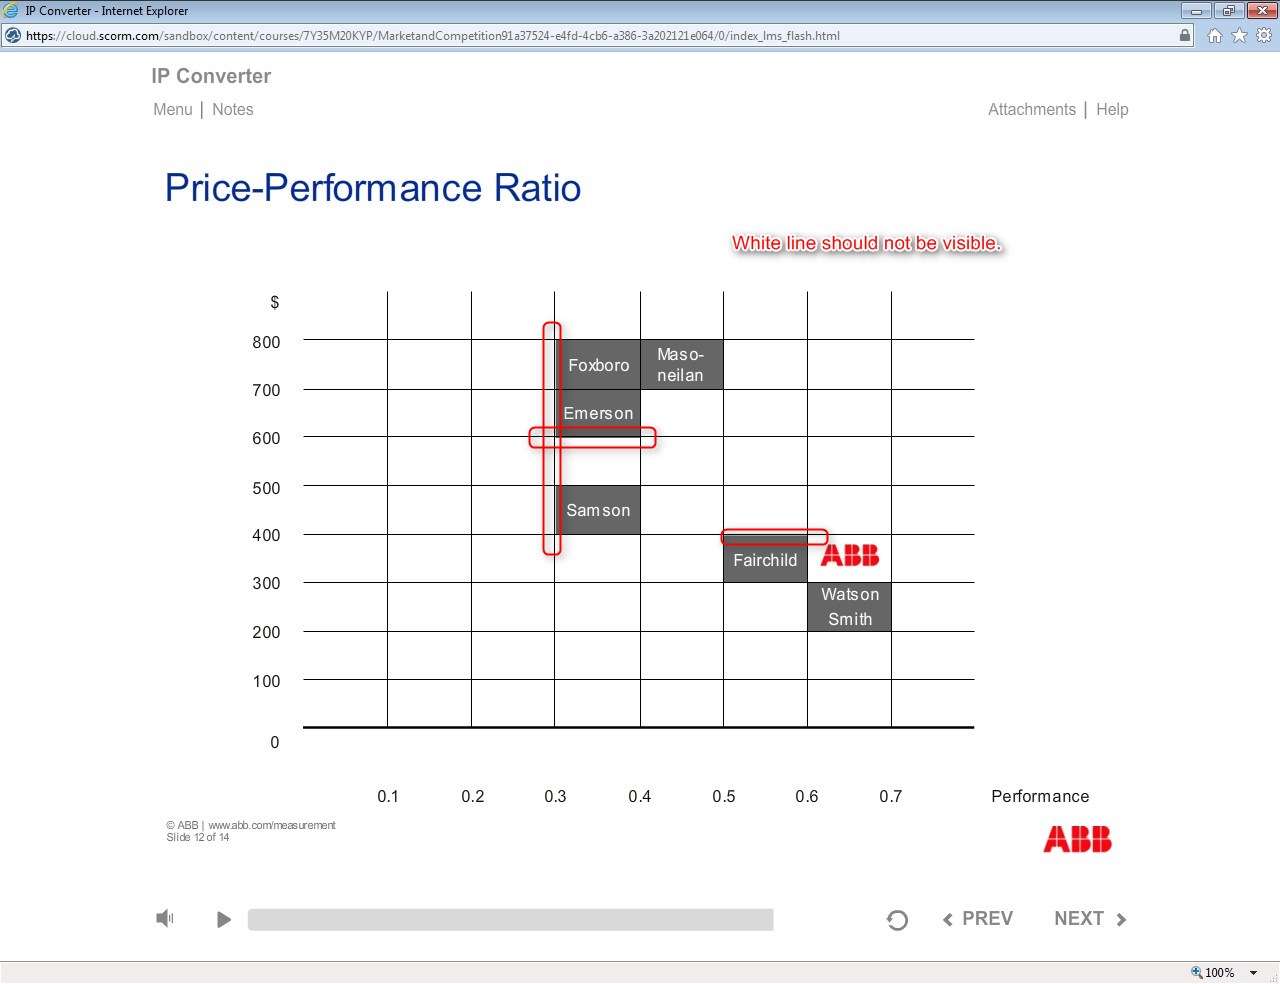 IP Converter - Internet Explorer
https://cloud.scorm.com/sandbox/content/courses/7Y35M20KYP/MarketandCompetition91a37524-e4fd-4cb6-a386-3a202121e064/0/index_lms_flash.html
IP Converter
Menu | Notes
Attachments | Help
Price-Performance Ratio
White line should not be visible.
$
800
Foxboro
Maso-
neilan
700
Emerson
600
500
Samson
400
Fairchild
ABB
300
Watson
Smith
200
100
0
0.1 0.2 0.3 0.4 0.5 0.6 0.7 Performance
© ABB | www.abb.com/measurement
Slide 12 of 14
ABB
PREV NEXT
100%